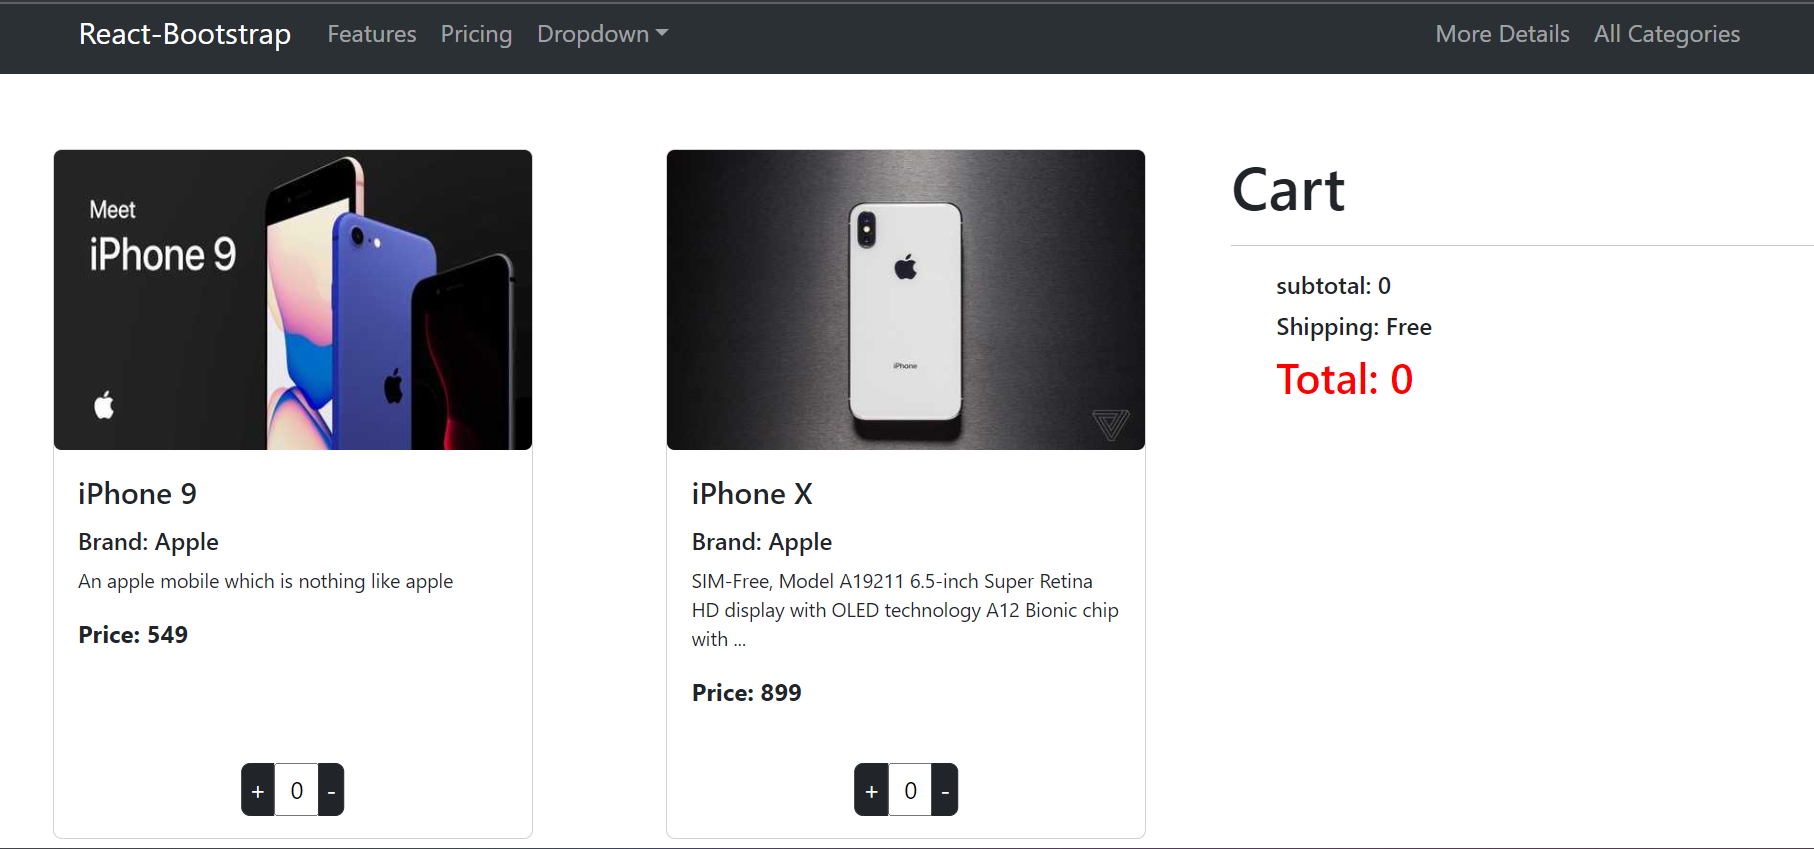 React-Bootstrap Features Pricing Dropdown More Details All Categories
Meet
iPhone 9
iPhone 9
Brand: Apple
An apple mobile which is nothing like apple
Price: 549
+ 0 -
iPhone
iPhone X
Brand: Apple
SIM-Free, Model A19211 6.5-inch Super Retina
HD display with OLED technology A12 Bionic chip
with ...
Price: 899
+ 0 -
Cart
subtotal: 0
Shipping: Free
Total: 0